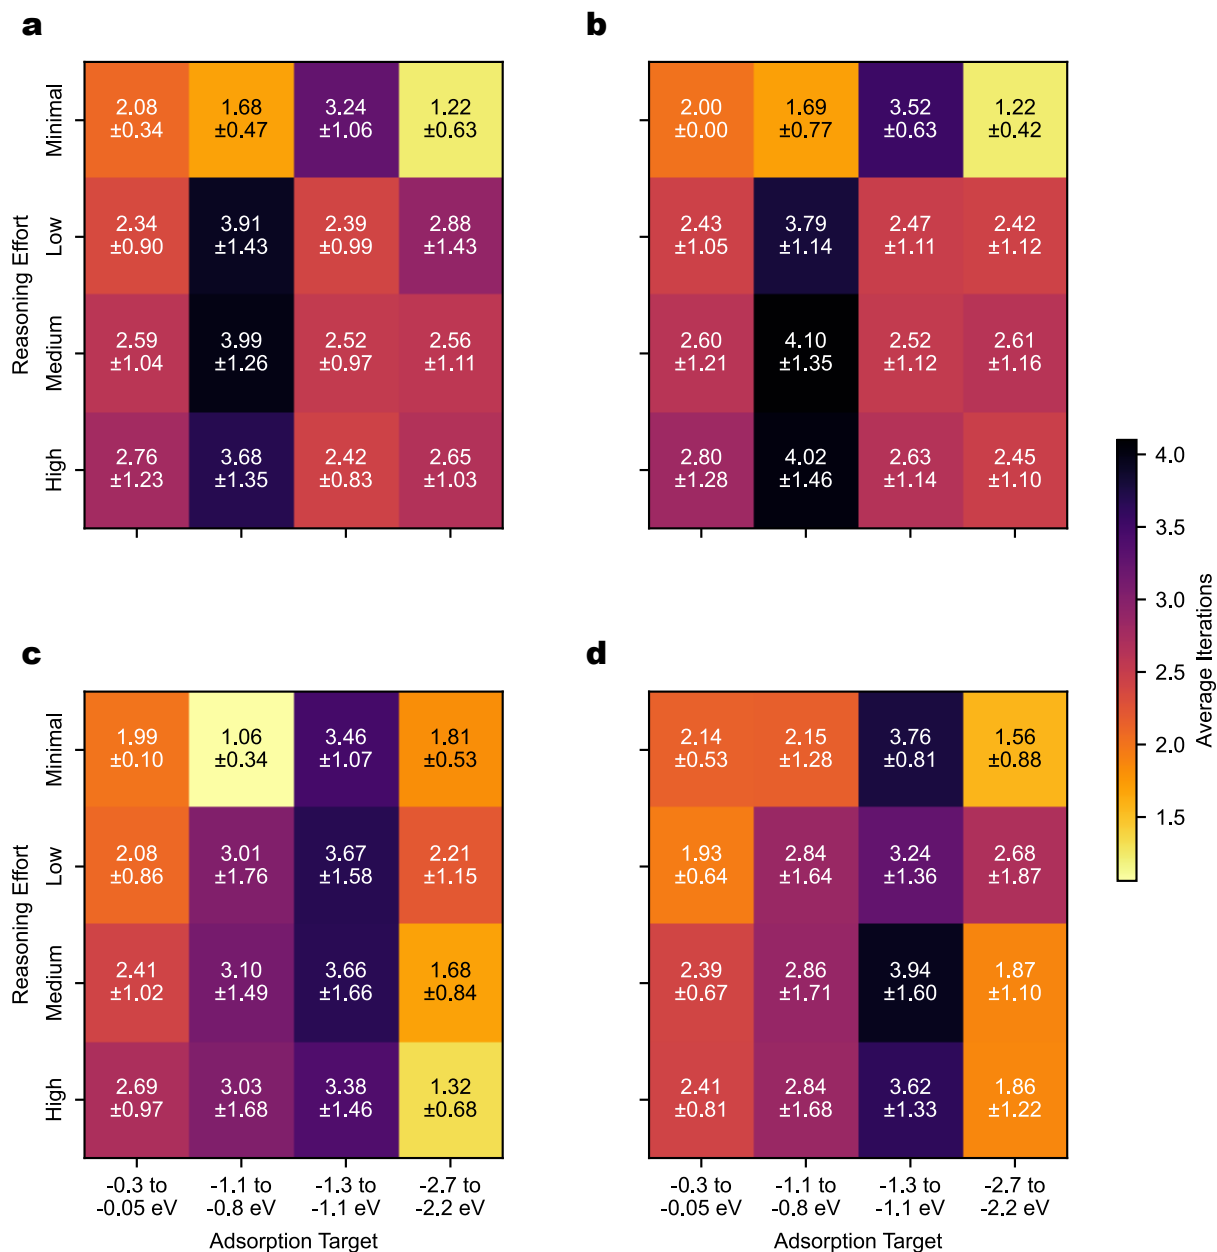 a
b
Reasoning Effort
Minimal
Low
Medium
High
2.08 1.68 3.24 1.22
±0.34 ±0.47 ±1.06 ±0.63
2.34 3.91 2.39 2.88
±0.90 ±1.43 ±0.99 ±1.43
2.59 3.99 2.52 2.56
±1.04 ±1.26 ±0.97 ±1.11
2.76 3.68 2.42 2.65
±1.23 ±1.35 ±0.83 ±1.03
2.00 1.69 3.52 1.22
±0.00 ±0.77 ±0.63 ±0.42
2.43 3.79 2.47 2.42
±1.05 ±1.14 ±1.11 ±1.12
2.60 4.10 2.52 2.61
±1.21 ±1.35 ±1.12 ±1.16
2.80 4.02 2.63 2.45
±1.28 ±1.46 ±1.14 ±1.10
c
d
Reasoning Effort
Minimal
Low
Medium
High
1.99 1.06 3.46 1.81
±0.10 ±0.34 ±1.07 ±0.53
2.08 3.01 3.67 2.21
±0.86 ±1.76 ±1.58 ±1.15
2.41 3.10 3.66 1.68
±1.02 ±1.49 ±1.66 ±0.84
2.69 3.03 3.38 1.32
±0.97 ±1.68 ±1.46 ±0.68
-0.3 to -1.1 to -1.3 to -2.7 to
-0.05 eV -0.8 eV -1.1 eV -2.2 eV
Adsorption Target
2.14 2.15 3.76 1.56
±0.53 ±1.28 ±0.81 ±0.88
1.93 2.84 3.24 2.68
±0.64 ±1.64 ±1.36 ±1.87
2.39 2.86 3.94 1.87
±0.67 ±1.71 ±1.60 ±1.10
2.41 2.84 3.62 1.86
±0.81 ±1.68 ±1.33 ±1.22
-0.3 to -1.1 to -1.3 to -2.7 to
-0.05 eV -0.8 eV -1.1 eV -2.2 eV
Adsorption Target
4.0
3.5
3.0
2.5
2.0
1.5
Average Iterations